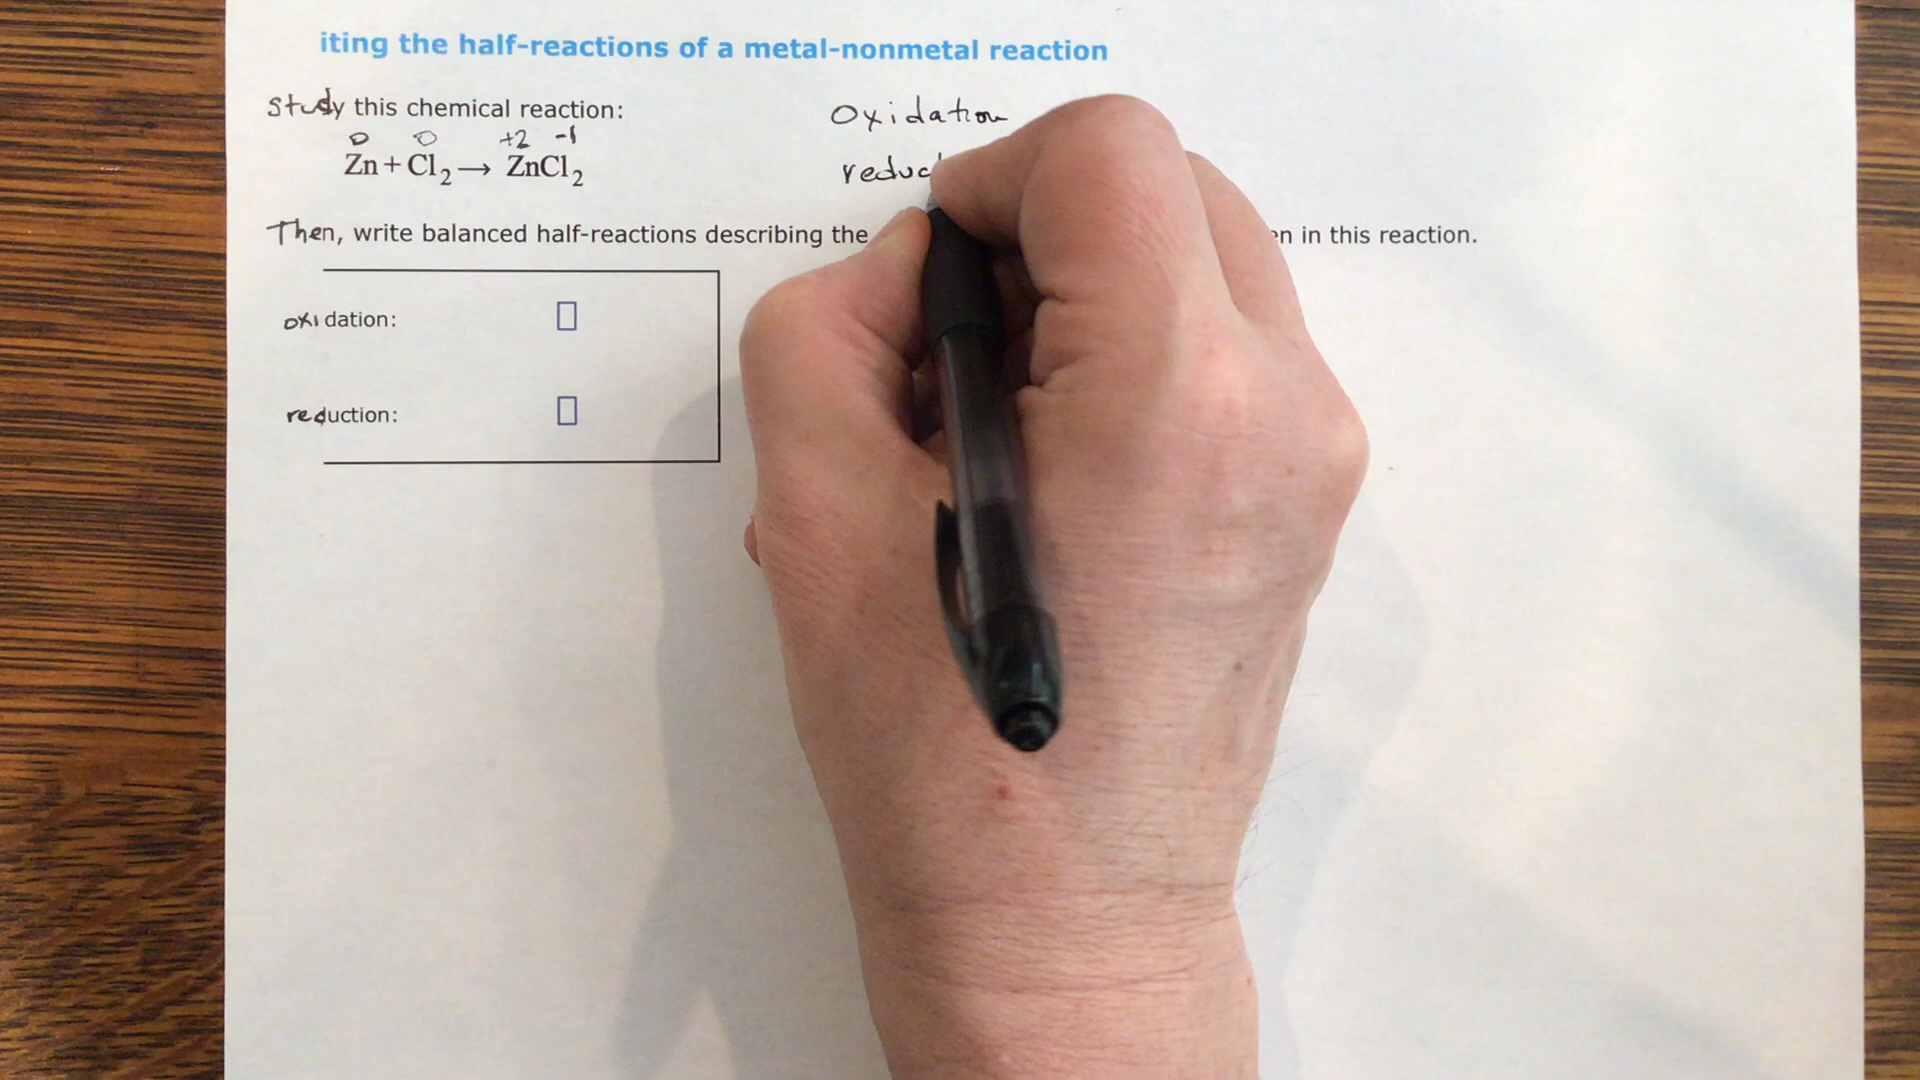 iting the half-reactions of a metal-nonmetal reaction
Study this chemical reaction:
Oxidation
0 0 +2 -1
Zn + Cl2 → ZnCl2
reduc
Then, write balanced half-reactions describing the
en in this reaction.
oxidation:
reduction: